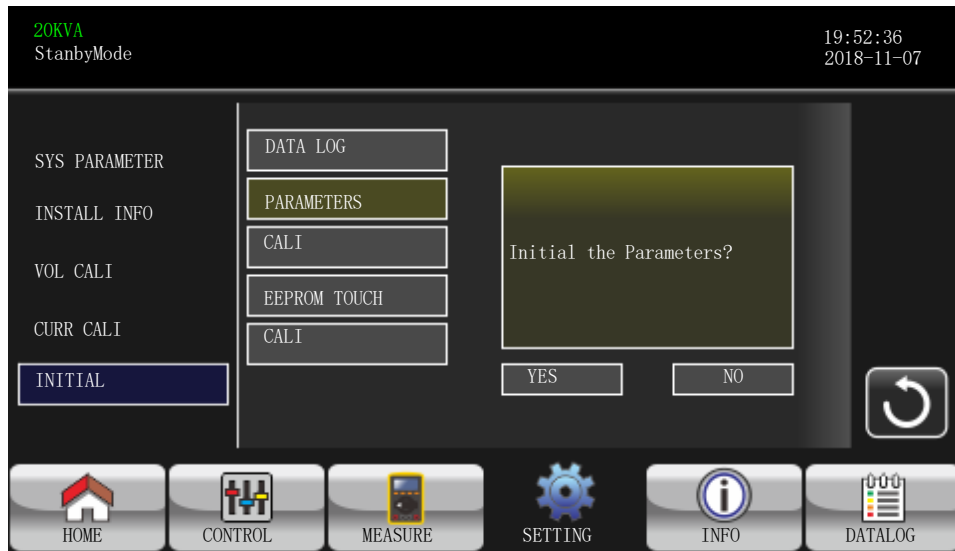 20KVA
StanbyMode
19:52:36
2018-11-07
SYS PARAMETER
INSTALL INFO
VOL CALI
CURR CALI
INITIAL
DATA LOG
PARAMETERS
CALI
EEPROM TOUCH
CALI
Initial the Parameters?
YES
NO
HOME
CONTROL
MEASURE
SETTING
INFO
DATALOG